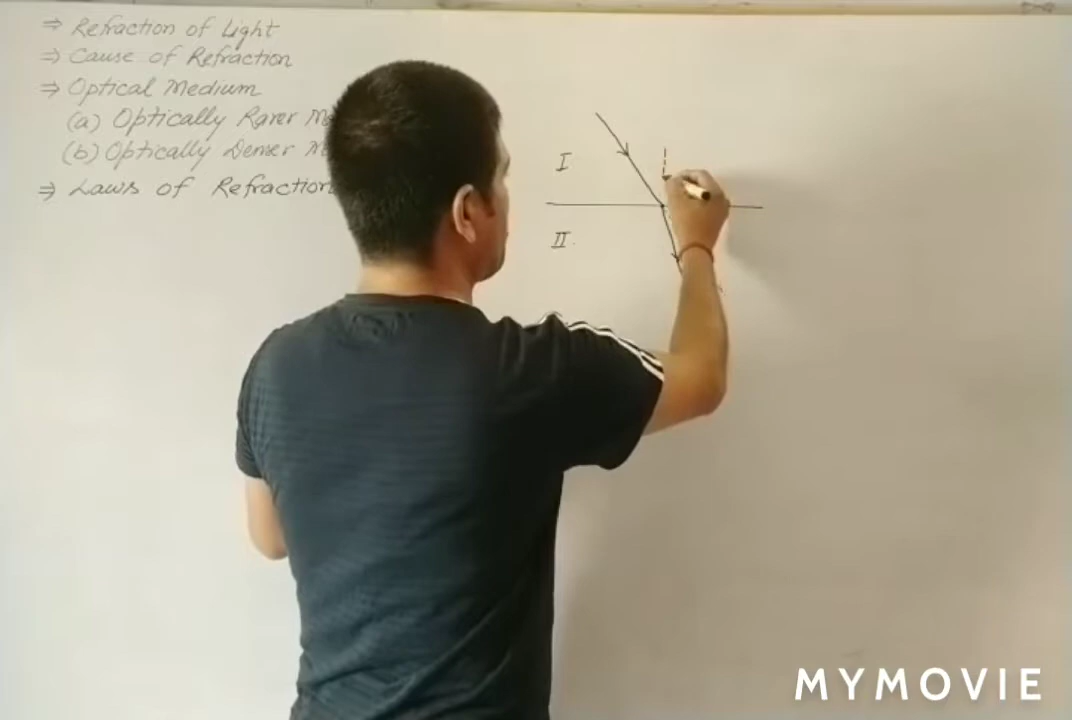 ⇒ Refraction of Light
⇒ Cause of Refraction
⇒ Optical Medium
(a) Optically Rarer
(b) Optically Denser
⇒ Laws of Refraction
I
II
MYMOVIE